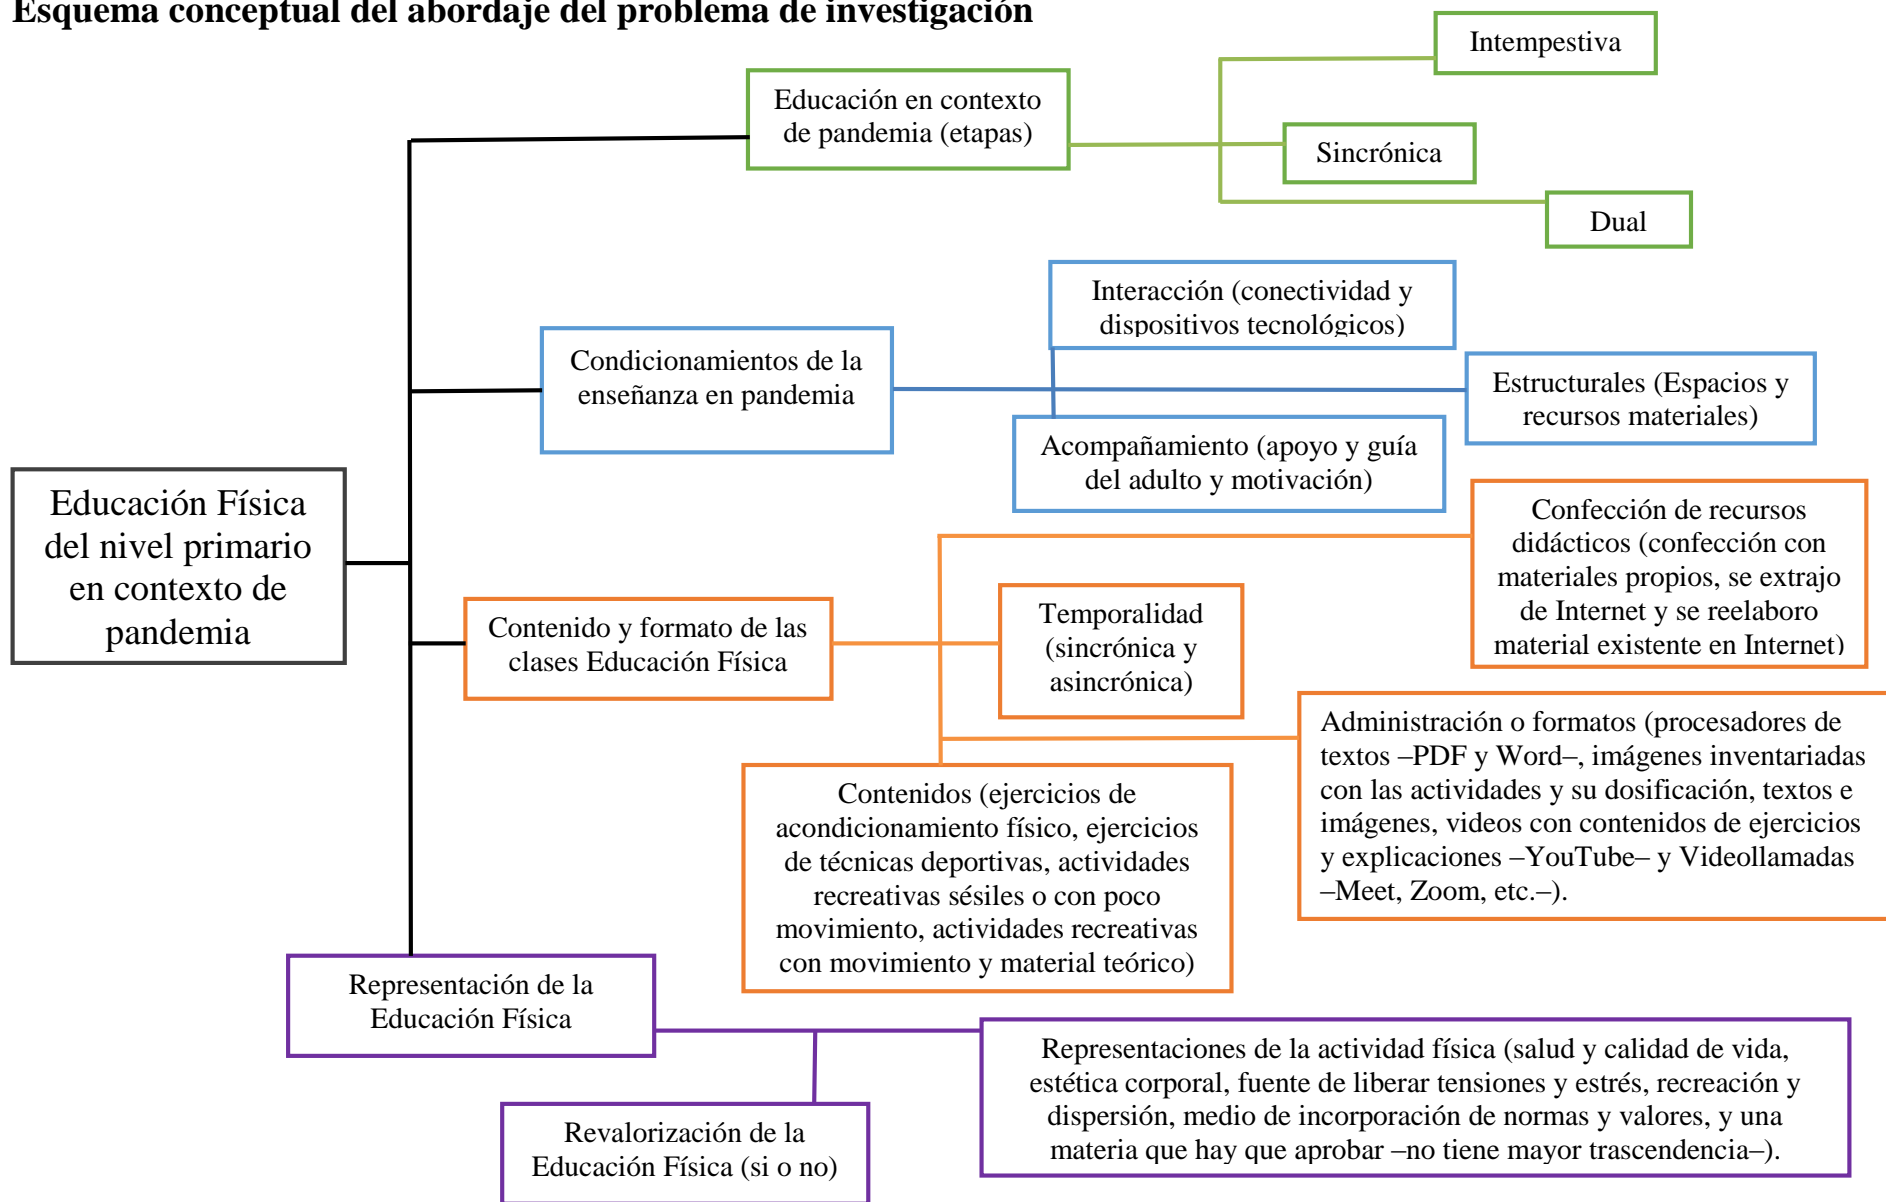 Esquema conceptual del abordaje del problema de investigación
Intempestiva
Educación en contexto
de pandemia (etapas)
Sincrónica
Dual
Interacción (conectividad y
dispositivos tecnológicos)
Condicionamientos de la
enseñanza en pandemia
Estructurales (Espacios y
recursos materiales)
Acompañamiento (apoyo y guía
del adulto y motivación)
Educación Física
del nivel primario
en contexto de
pandemia
Confección de recursos
didácticos (confección con
materiales propios, se extrajo
de Internet y se reelaboro
material existente en Internet)
Contenido y formato de las
clases Educación Física
Temporalidad
(sincrónica y
asincrónica)
Administración o formatos (procesadores de
textos –PDF y Word–, imágenes inventariadas
con las actividades y su dosificación, textos e
imágenes, videos con contenidos de ejercicios
y explicaciones –YouTube– y Videollamadas
–Meet, Zoom, etc.–).
Contenidos (ejercicios de
acondicionamiento físico, ejercicios
de técnicas deportivas, actividades
recreativas sésiles o con poco
movimiento, actividades recreativas
con movimiento y material teórico)
Representación de la
Educación Física
Representaciones de la actividad física (salud y calidad de vida,
estética corporal, fuente de liberar tensiones y estrés, recreación y
dispersión, medio de incorporación de normas y valores, y una
materia que hay que aprobar –no tiene mayor trascendencia–).
Revalorización de la
Educación Física (si o no)